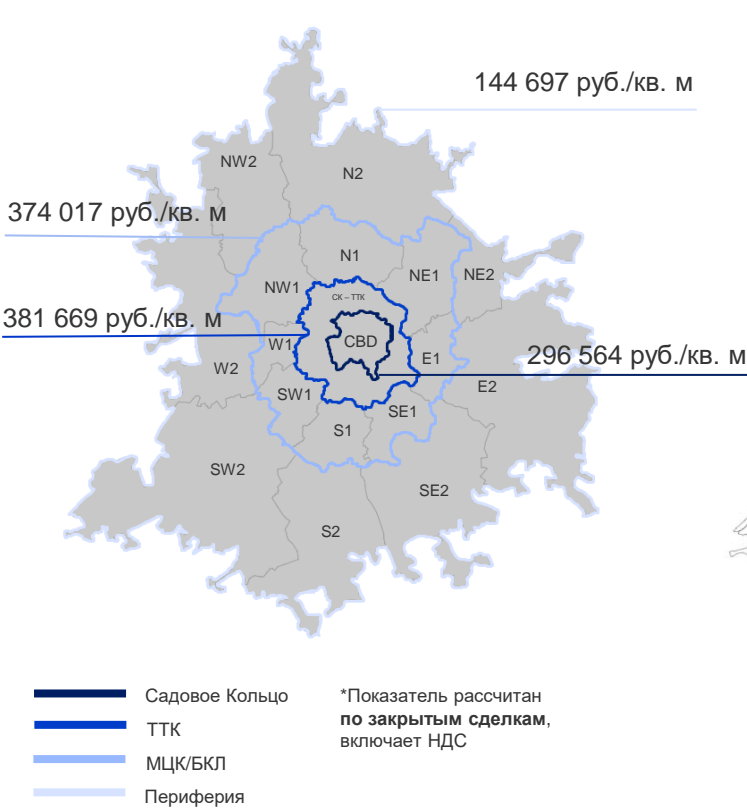 144 697 руб./кв. м
NW2
N2
374 017 руб./кв. м
N1
NE1
NE2
NW1
СК – ТТК
381 669 руб./кв. м
CBD
W1
E1
296 564 руб./кв. м
W2
E2
SW1
SE1
S1
SW2
SE2
S2
Садовое Кольцо
ТТК
МЦК/БКЛ
Периферия
*Показатель рассчитан
по закрытым сделкам,
включает НДС